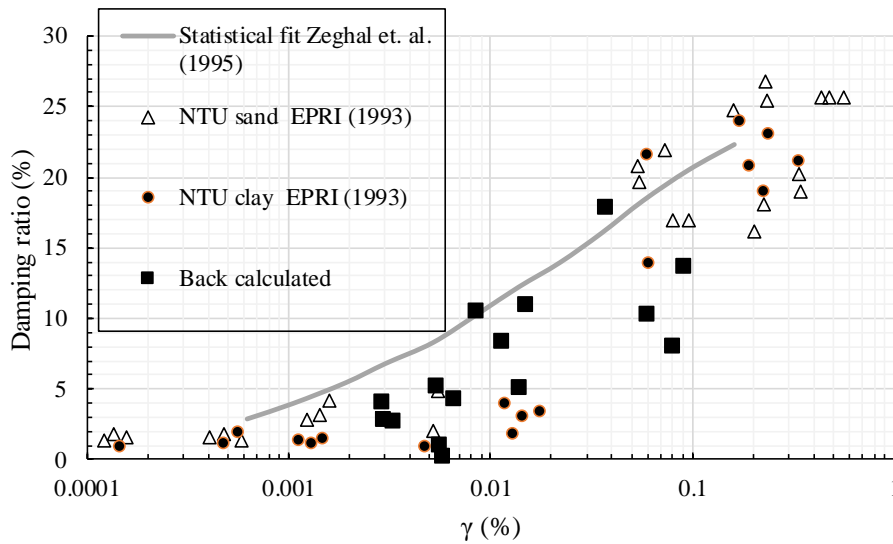 Statistical fit Zeghal et. al.
(1995)
NTU sand EPRI (1993)
NTU clay EPRI (1993)
Back calculated
Damping ratio (%)
30
25
20
15
10
5
0
0.0001
0.001
0.01
0.1
1
γ (%)